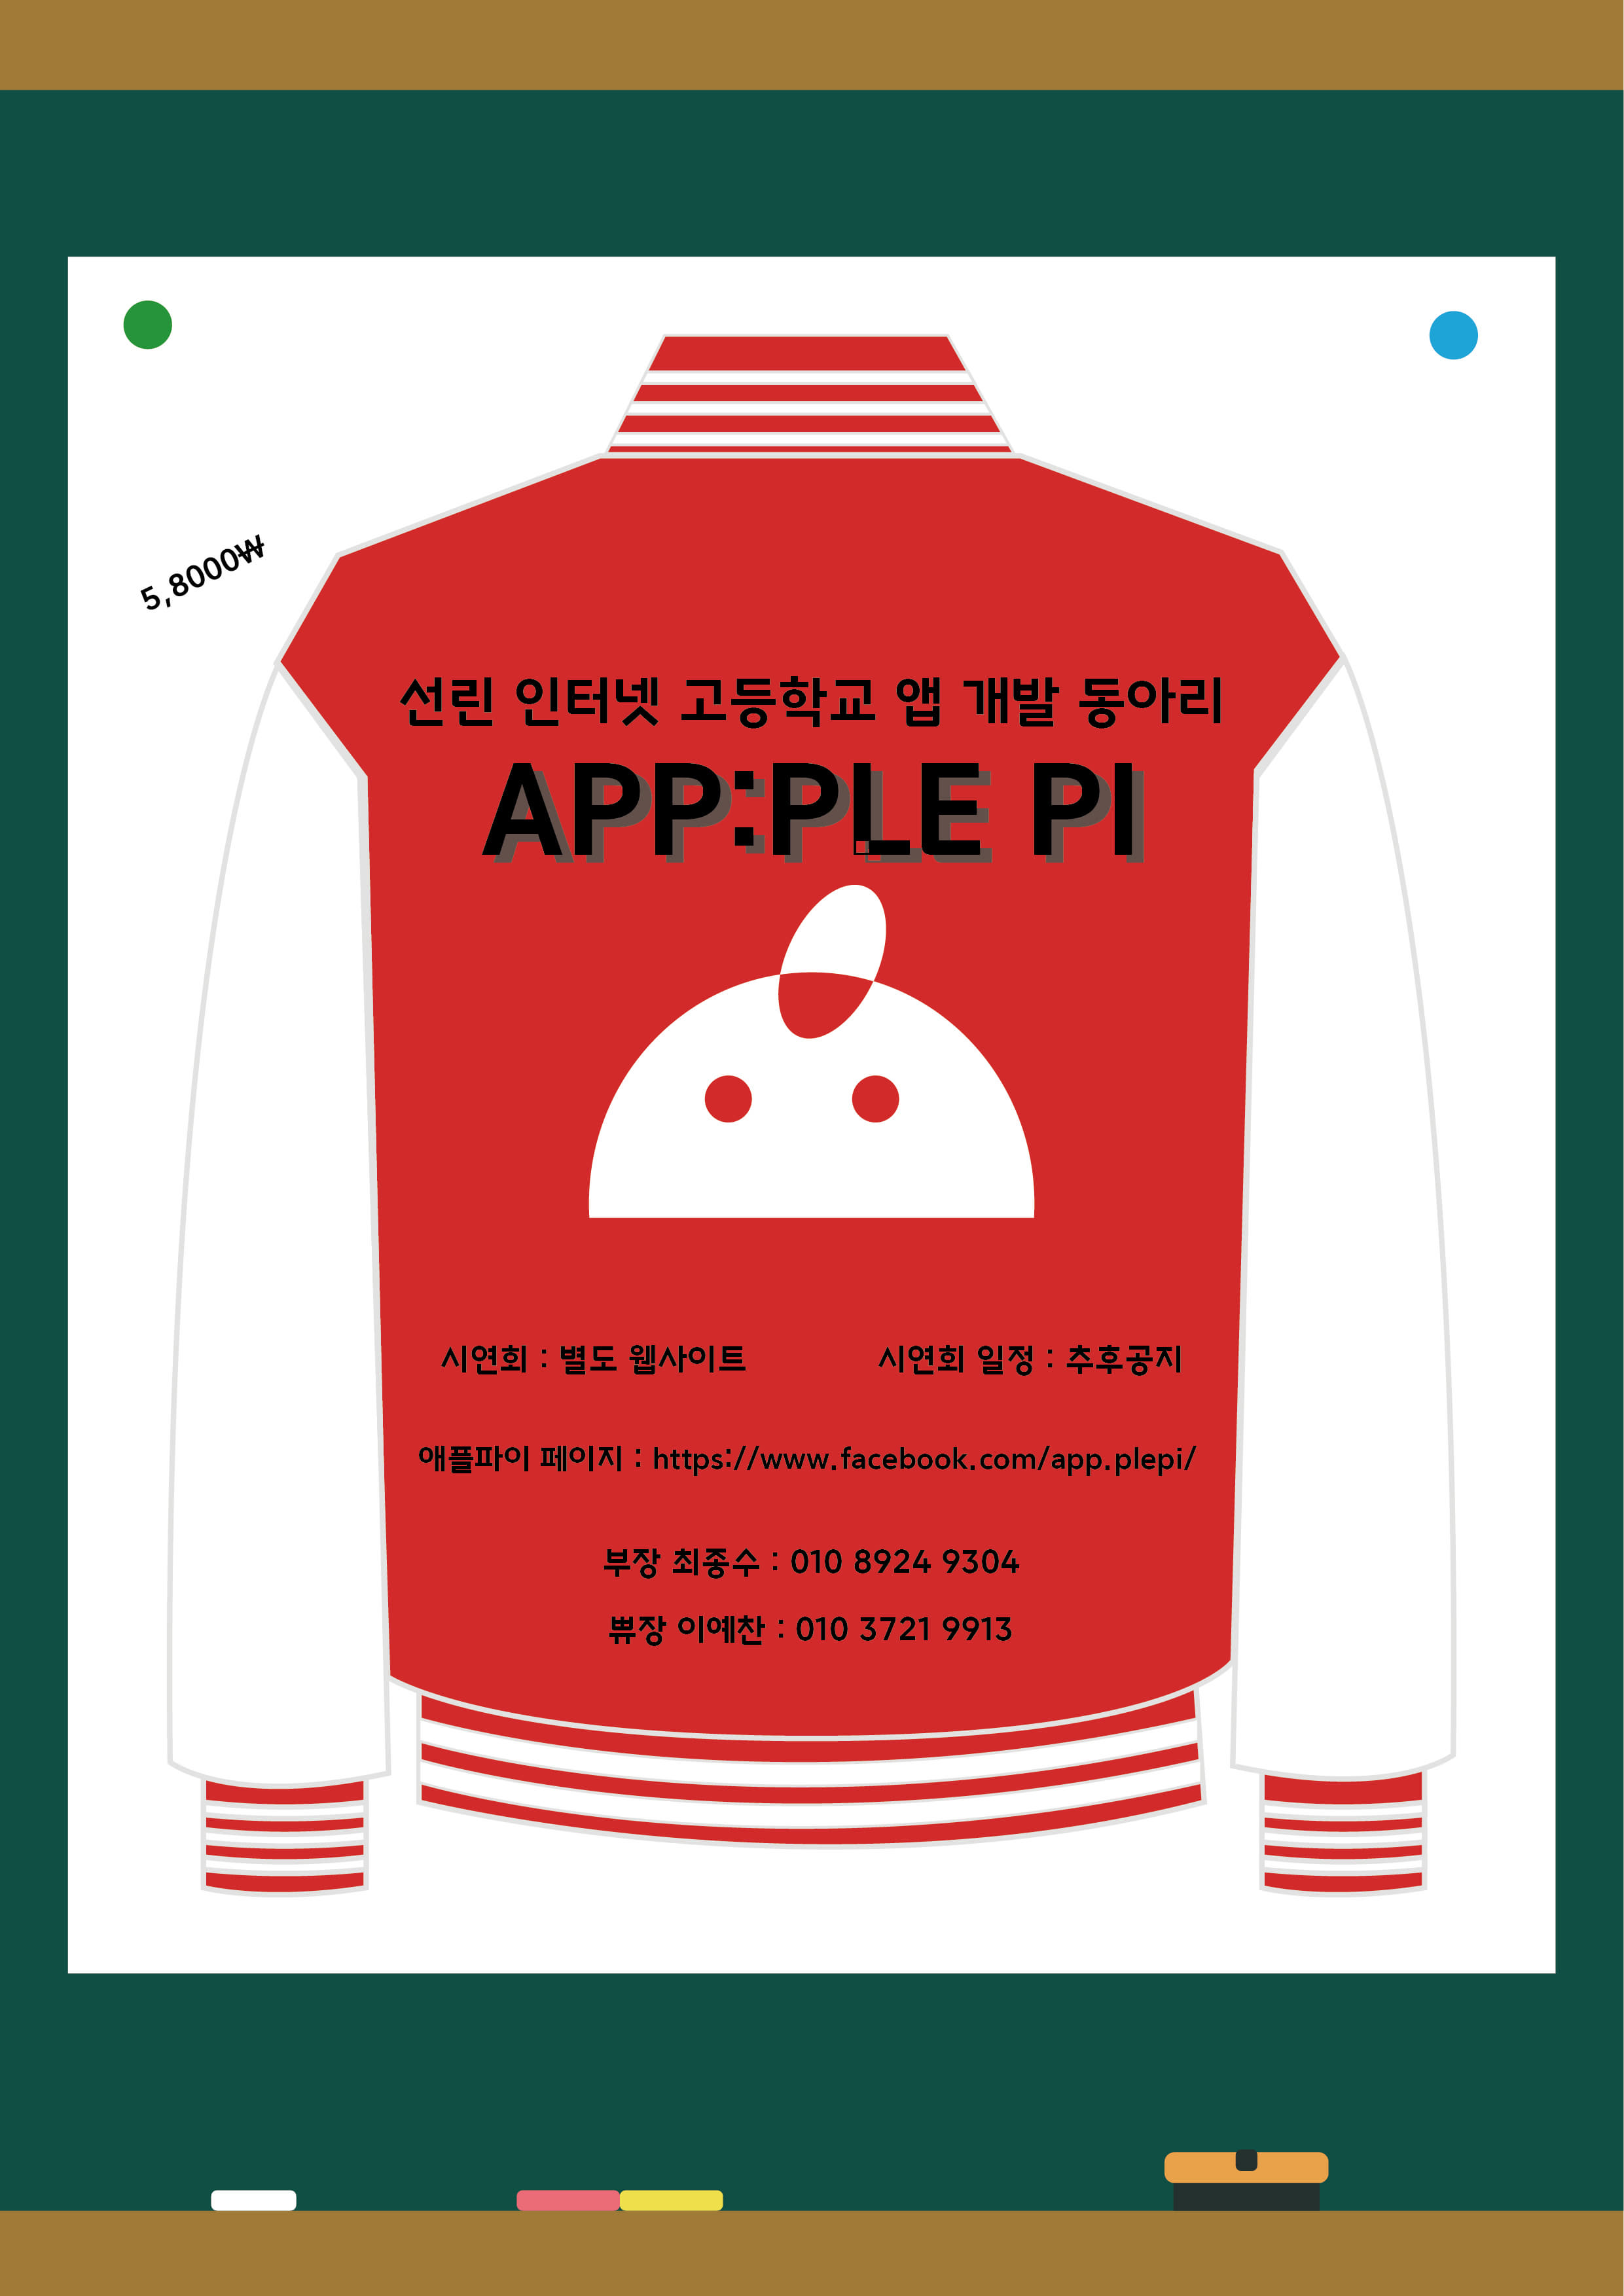 5,8000₩
선린 인터넷 고등학교 앱 개발 동아리
APP:PLE PI
시연회 : 별도 웹사이트
시연회 일정 : 추후공지
애플파이 페이지 : https://www.facebook.com/app.plepi/
부장 최종수 : 010 8924 9304
뿌장 이예찬 : 010 3721 9913